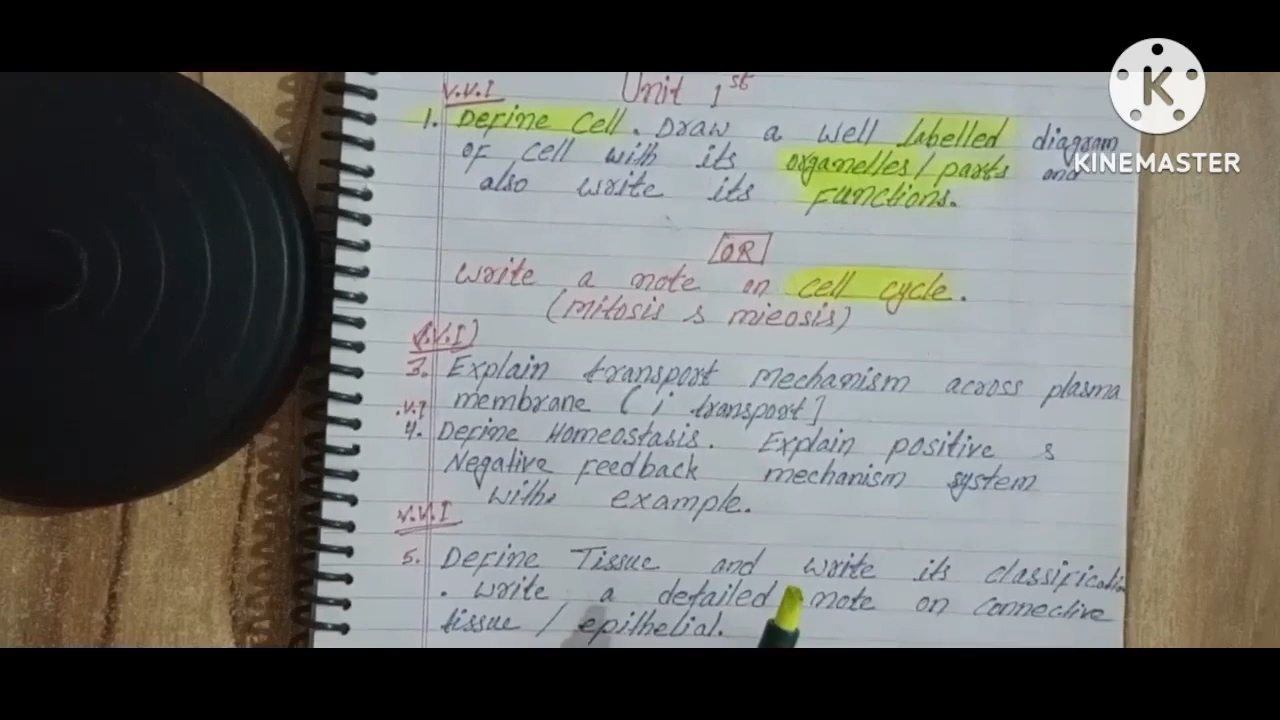 V.V.I Unit 1st
1. Define Cell. Draw a well labelled diagram
of cell with its organelles/parts and
also write its Functions.
OR
write a note on cell cycle.
(Mitosis & mieosis)
(V.V.I)
3. Explain transport Mechanism across plasma
membrane ( i transport]
.V.I
4. Define Homeostasis. Explain positive &
Negative Feedback mechanism system
with example.
V.V.I
5. Define Tissue and write its classification
. write a detailed note on connective
tissue / epithelial.
K
KINEMASTER